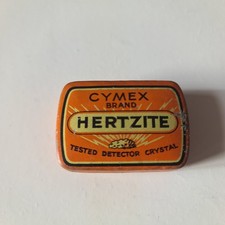 CYMEX
BRAND
HERTZITE
TESTED DETECTOR CRYSTAL